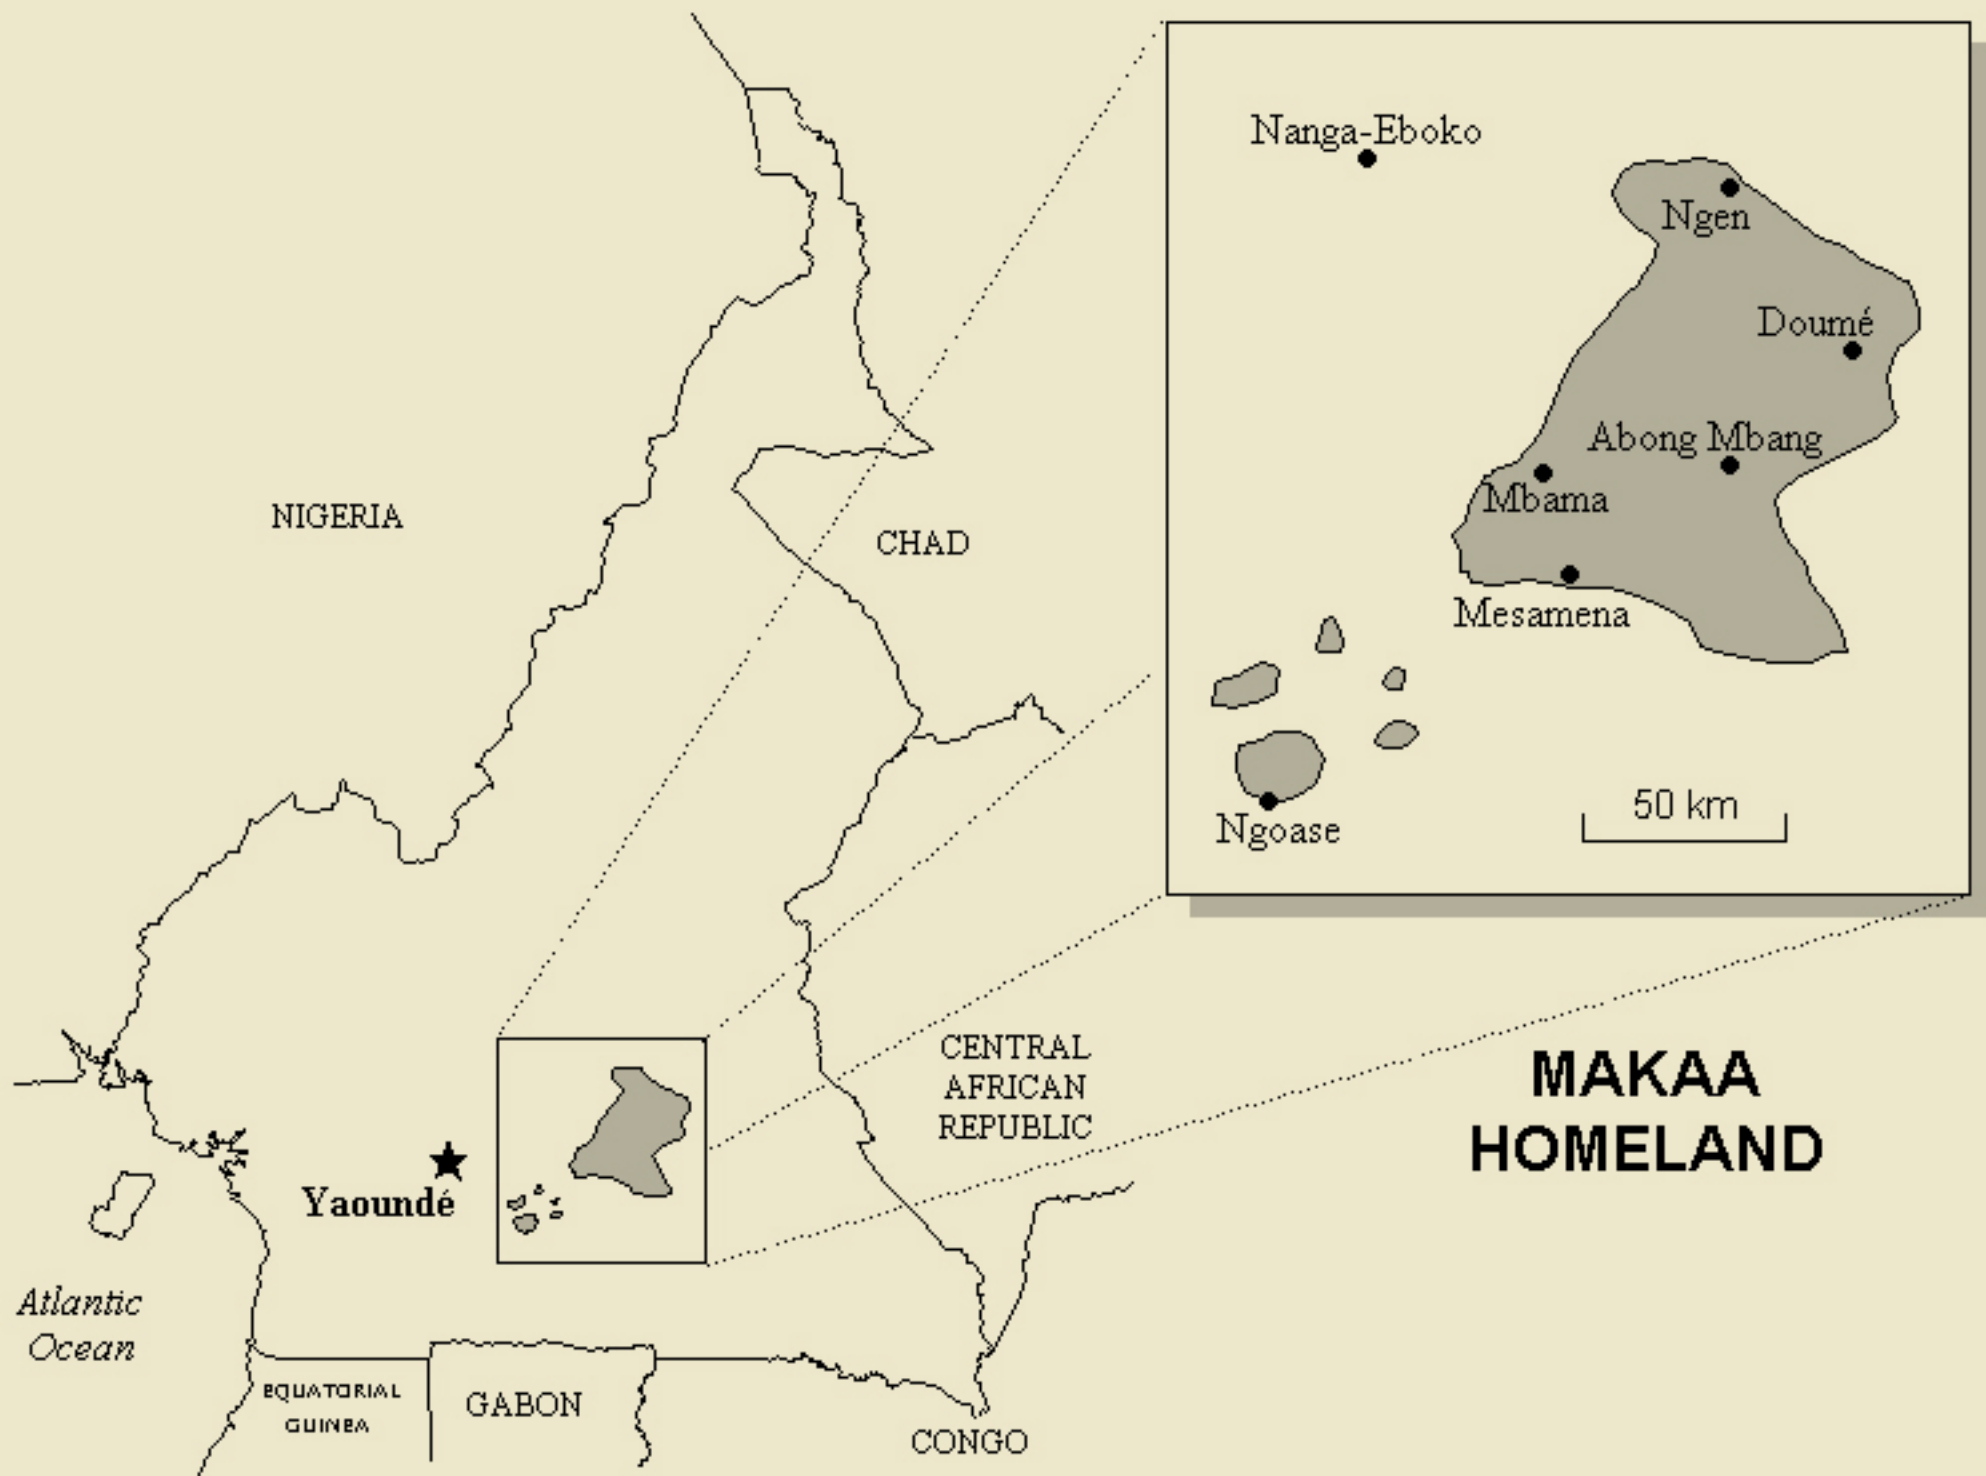 Nanga-Eboko
Ngen
Doumé
Abong Mbang
Mbama
Mesamena
Ngoase
50 km
NIGERIA
CHAD
CENTRAL
AFRICAN
REPUBLIC
MAKAA
HOMELAND
Yaoundé
Atlantic
Ocean
EQUATORIAL
GUINEA
GABON
CONGO